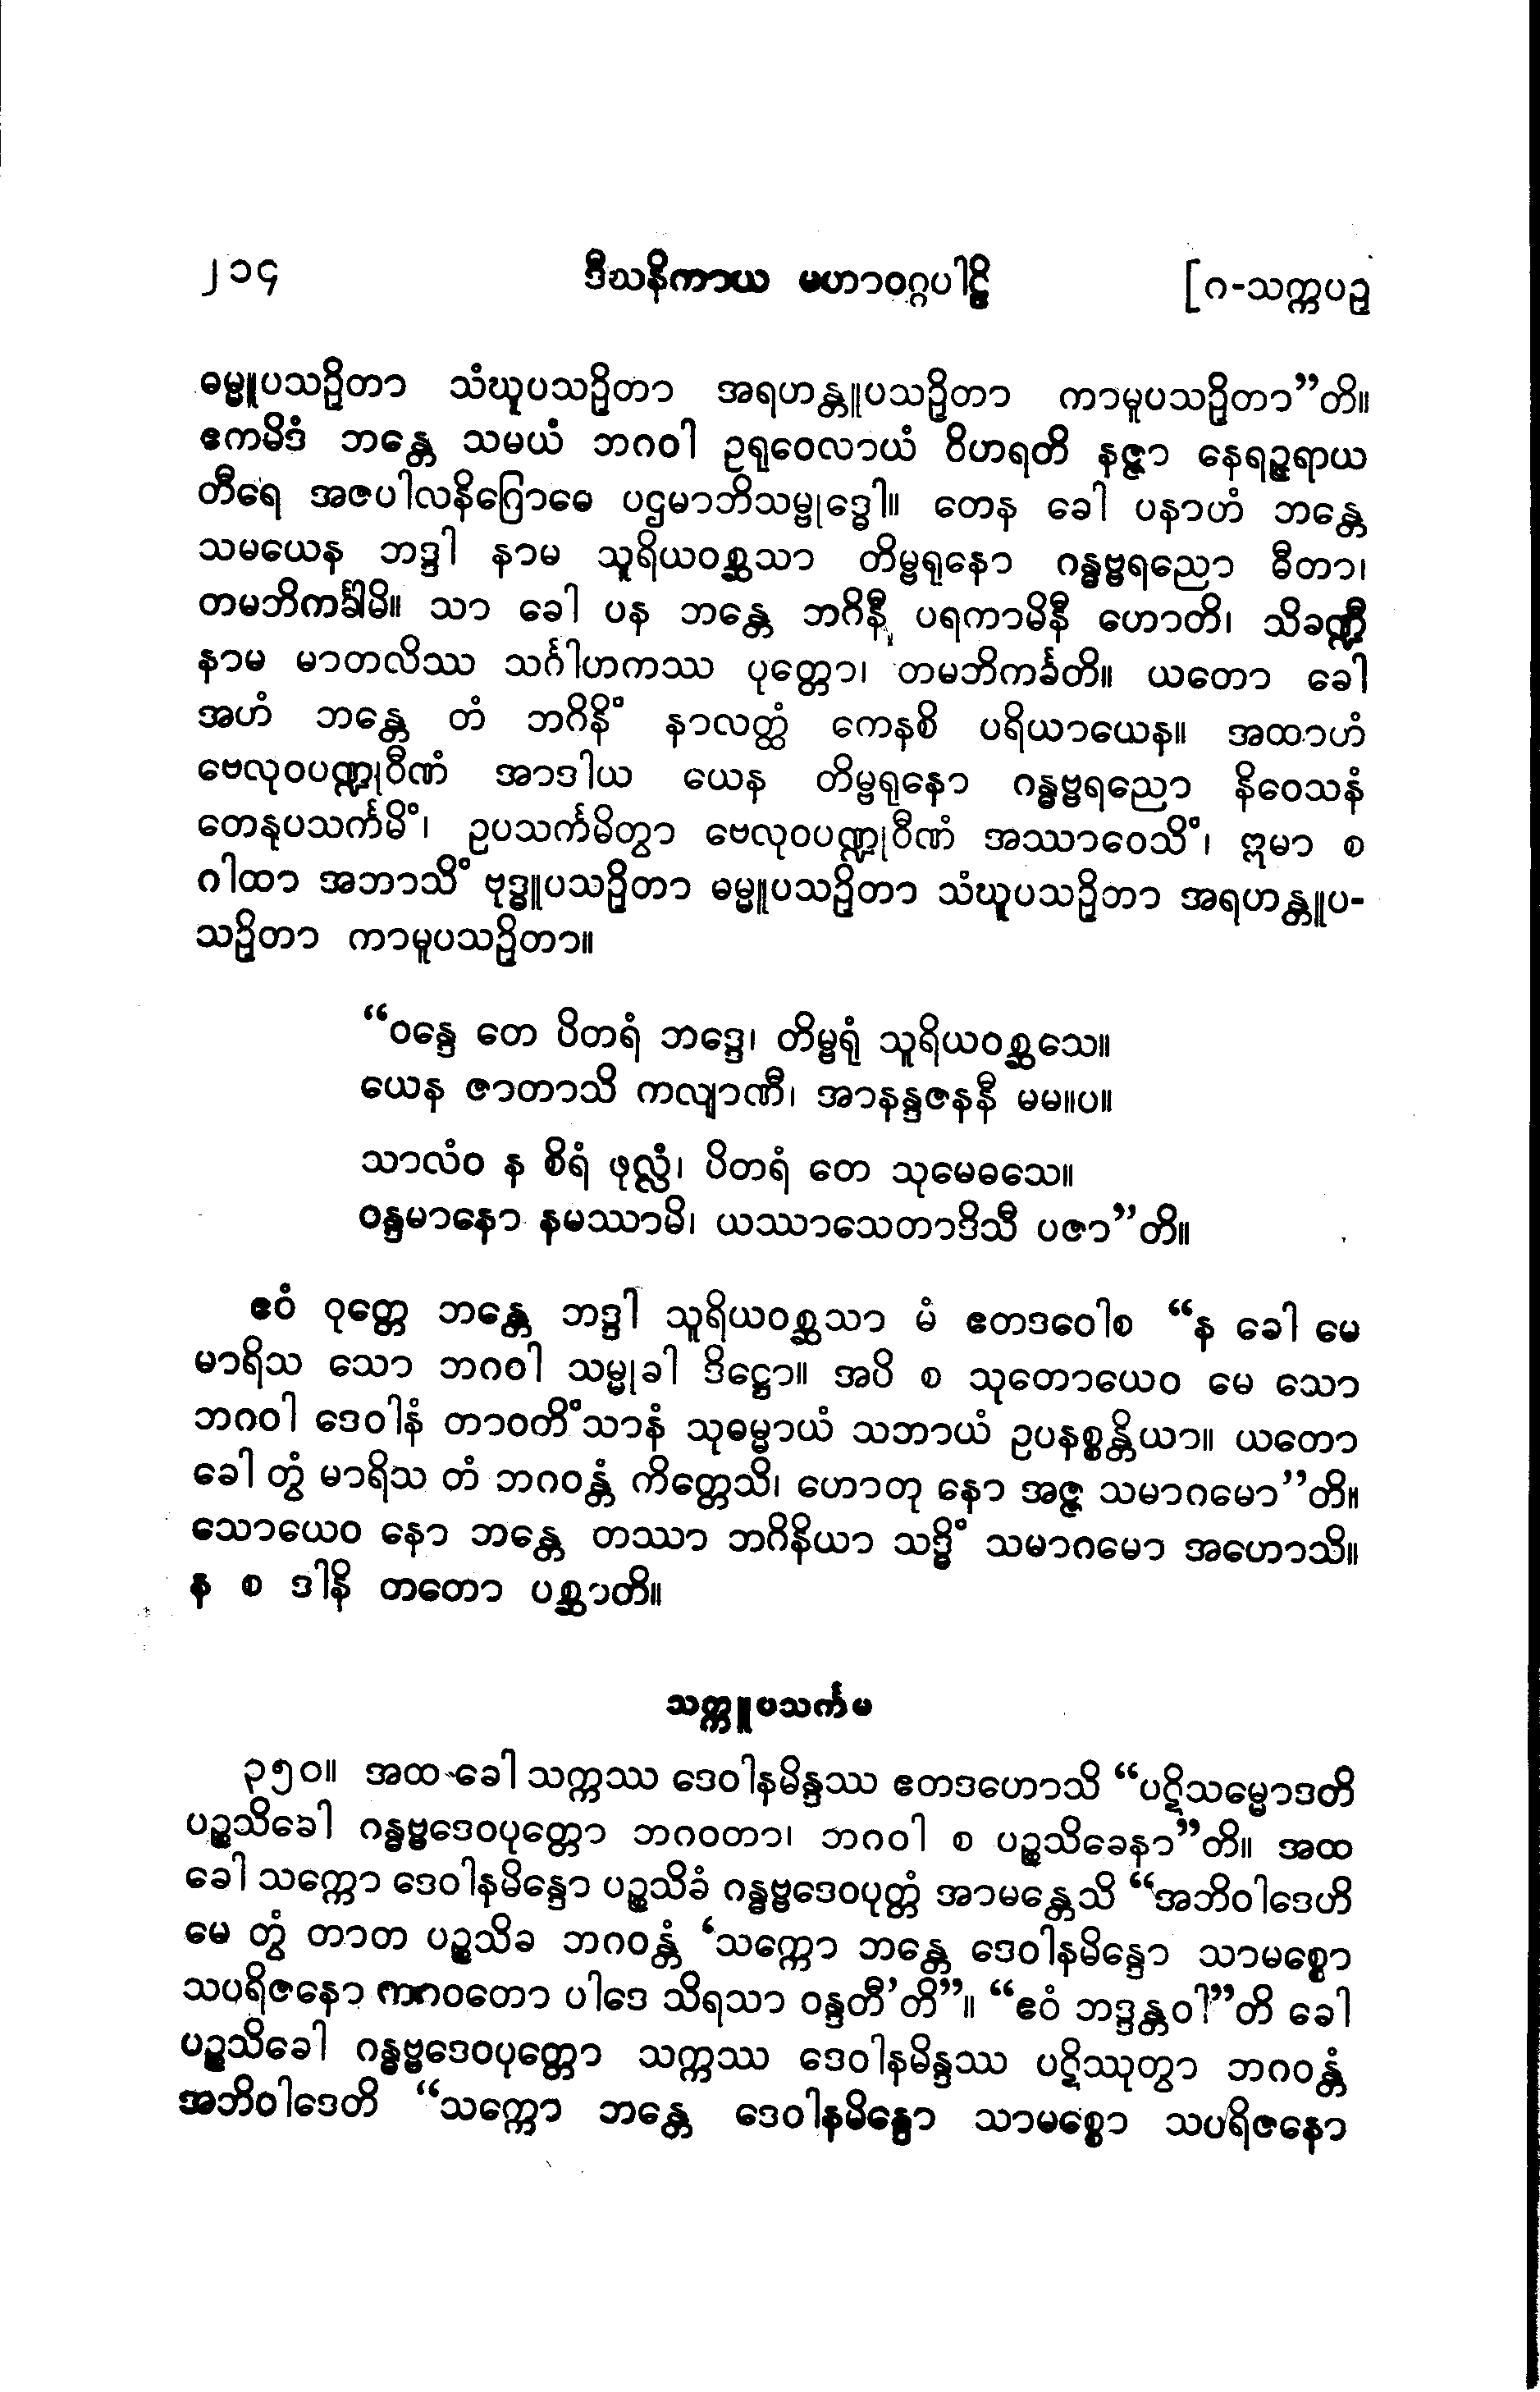 ၂၁၄ ဒီဃနိကာယ မဟာဝဂ္ဂပါဠိ [ဂ-သက္ကပဉှ
ဓမ္မူပသဉှိတာ သံဃူပသဉှိတာ အရဟန္တူပသဉှိတာ ကာမူပသဉှိတာ”တိ။
ဧကမိဒံ ဘန္တေ သမယံ ဘဂဝါ ဥရုဝေလာယံ ဝိဟရတိ နဇ္ဇာ နေရဉ္ဇရာယ
တီရေ အဇပါလနိဂြောဓေ ပဌမာဘိသမ္ဗုဒ္ဓေါ။ တေန ခေါ ပနာဟံ ဘန္တေ
သမယေန ဘဒ္ဒါ နာမ သူရိယဝစ္ဆသာ တိမ္ဗရုနော ဂန္ဓဗ္ဗရညော ဓီတာ၊
တမဘိကင်္ခါမိ။ သာ ခေါ ပန ဘန္တေ ဘဂိနီ ပရကာမိနီ ဟောတိ၊ သိခဏ္ဍီ
နာမ မာတလိဿ သင်္ဂါဟကဿ ပုတ္တော၊ တမဘိကင်္ခတိ။ ယတော ခေါ
အဟံ ဘန္တေ တံ ဘဂိနိံ နာလတ္ထံ ကေနစိ ပရိယာယေန။ အထာဟံ
ဗေလုဝပဏ္ဍုဝီဏံ အာဒါယ ယေန တိမ္ဗရုနော ဂန္ဓဗ္ဗရညော နိဝေသနံ
တေနုပသင်္ကမိံ၊ ဥပသင်္ကမိတွာ ဗေလုဝပဏ္ဍုဝီဏံ အဿာဝေသိံ၊ ဣမာ စ
ဂါထာ အဘာသိံ ဗုဒ္ဓူပသဉှိတာ ဓမ္မူပသဉှိတာ သံဃူပသဉှိဘာ အရဟန္တူပ-
သဉှိတာ ကာမူပသဉှိတာ။
“ဝန္ဒေ တေ ပိတရံ ဘဒ္ဒေ၊ တိမ္ဗရုံ သူရိယဝစ္ဆသေ။
ယေန ဇာတာသိ ကလျာဏီ၊ အာနန္ဒဇနနီ မမ။ပ။
သာလံဝ န စိရံ ဖုလ္လံ၊ ပိတရံ တေ သုမေဓသေ။
ဝန္ဒမာနော နမဿာမိ၊ ယဿာသေတာဒိသီ ပဇာ”တိ။
ဧဝံ ဝုတ္တေ ဘန္တေ ဘဒ္ဒါ သူရိယဝစ္ဆသာ မံ ဧတဒဝေါစ “န ခေါ မေ
မာရိသ သော ဘဂဝါ သမ္မုခါ ဒိဋ္ဌော။ အပိ စ သုတောယေဝ မေ သော
ဘဂဝါ ဒေဝါနံ တာဝတိံသာနံ သုဓမ္မာယံ သဘာယံ ဥပနစ္စန္တိယာ။ ယတော
ခေါ တွံ မာရိသ တံ ဘဂဝန္တံ ကိတ္တေသိ၊ ဟောတု နော အဇ္ဇ သမာဂမော”တိ။
သောယေဝ နော ဘန္တေ တဿာ ဘဂိနိယာ သဒ္ဓိံ သမာဂမော အဟောသိ။
န စ ဒါနိ တတော ပစ္ဆာတိ။
သက္ကူပသင်္ကမ
၃၅၀။ အထ ခေါ သက္ကဿ ဒေဝါနမိန္ဒဿ ဧတဒဟောသိ “ပဋိသမ္မောဒတိ
ပဉ္စသိခေါ ဂန္ဓဗ္ဗဒေဝပုတ္တော ဘဂဝတာ၊ ဘဂဝါ စ ပဉ္စသိခေနာ”တိ။ အထ
ခေါ သက္ကော ဒေဝါနမိန္ဒော ပဉ္စသိခံ ဂန္ဓဗ္ဗဒေဝပုတ္တံ အာမန္တေသိ “အဘိဝါဒေဟိ
မေ တွံ တာတ ပဉ္စသိခ ဘဂဝန္တံ ‘သက္ကော ဘန္တေ ဒေဝါနမိန္ဒော သာမစ္စော
သပရိဇနော ဘဂဝတော ပါဒေ သိရသာ ဝန္ဒတီ’တိ”။ “ဧဝံ ဘဒ္ဒန္တဝါ”တိ ခေါ
ပဉ္စသိခေါ ဂန္ဓဗ္ဗဒေဝပုတ္တော သက္ကဿ ဒေဝါနမိန္ဒဿ ပဋိဿုတွာ ဘဂဝန္တံ
အဘိဝါဒေတိ “သက္ကော ဘန္တေ ဒေဝါနမိန္ဒော သာမစ္စော သပရိဇနော